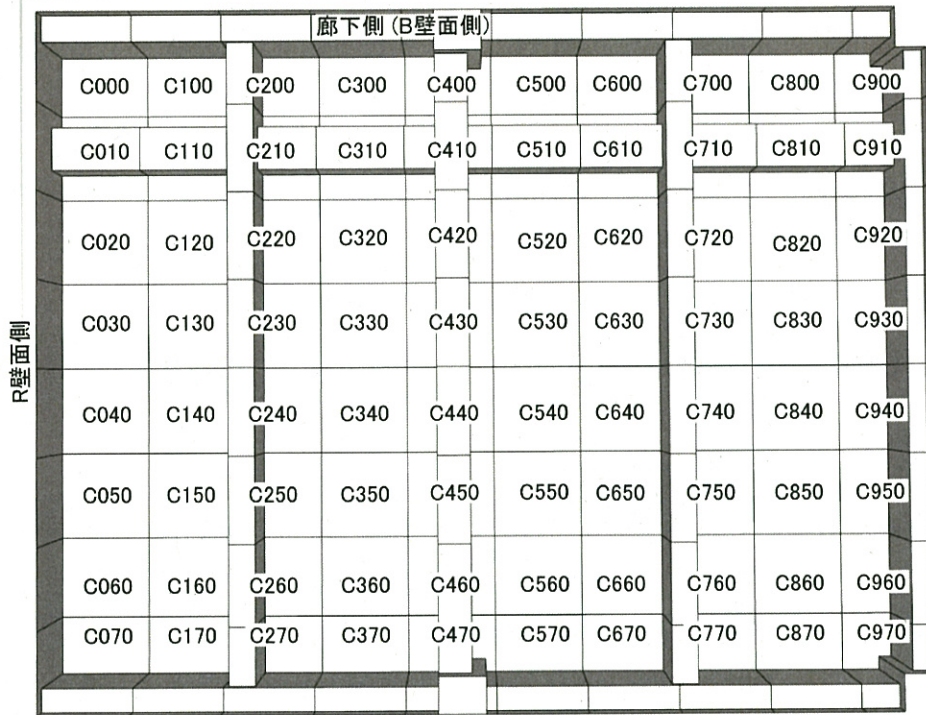 廊下側 (B壁面側)
C000 C100 C200 C300 C400 C500 C600 C700 C800 C900
C010 C110 C210 C310 C410 C510 C610 C710 C810 C910
C020 C120 C220 C320 C420 C520 C620 C720 C820 C920
C030 C130 C230 C330 C430 C530 C630 C730 C830 C930
C040 C140 C240 C340 C440 C540 C640 C740 C840 C940
C050 C150 C250 C350 C450 C550 C650 C750 C850 C950
C060 C160 C260 C360 C460 C560 C660 C760 C860 C960
C070 C170 C270 C370 C470 C570 C670 C770 C870 C970
R壁面側